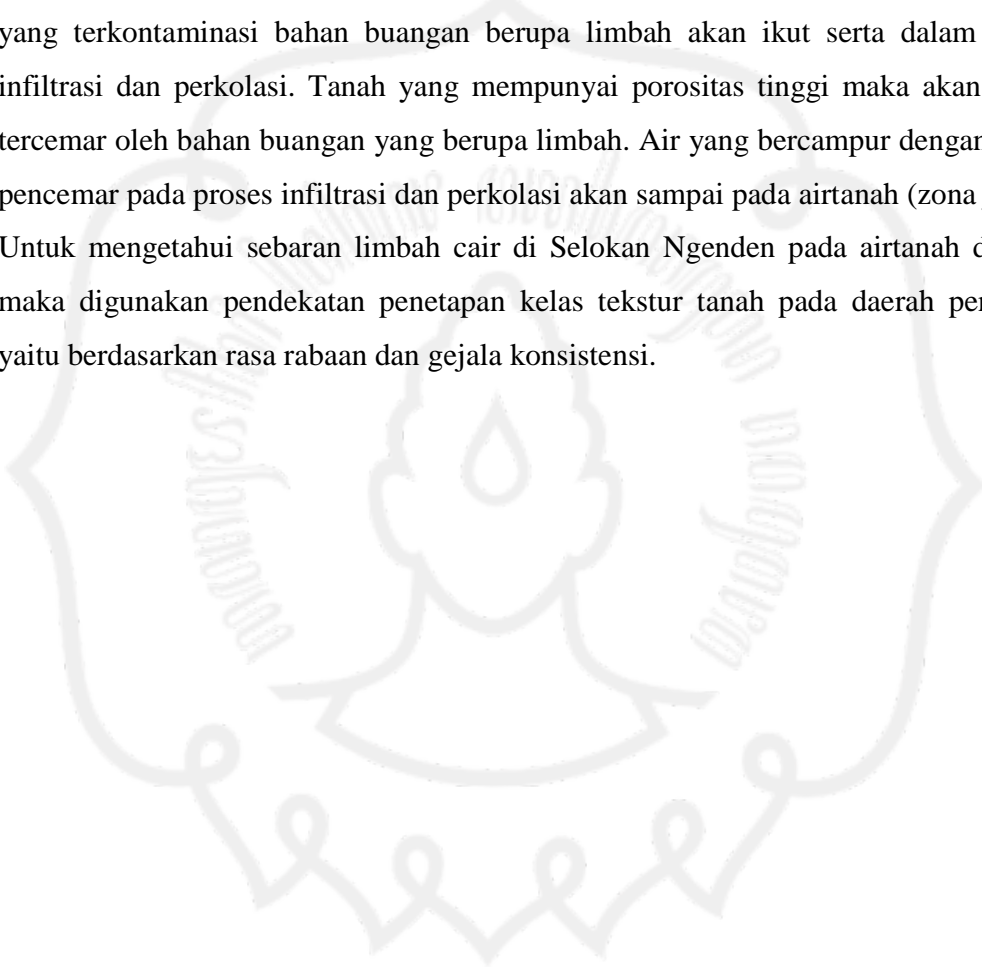 yang terkontaminasi bahan buangan berupa limbah akan ikut serta dalam
infiltrasi dan perkolasi. Tanah yang mempunyai porositas tinggi maka akan
tercemar oleh bahan buangan yang berupa limbah. Air yang bercampur dengan
pencemar pada proses infiltrasi dan perkolasi akan sampai pada airtanah (zona
Untuk mengetahui sebaran limbah cair di Selokan Ngenden pada airtanah
maka digunakan pendekatan penetapan kelas tekstur tanah pada daerah
yaitu berdasarkan rasa rabaan dan gejala konsistensi.